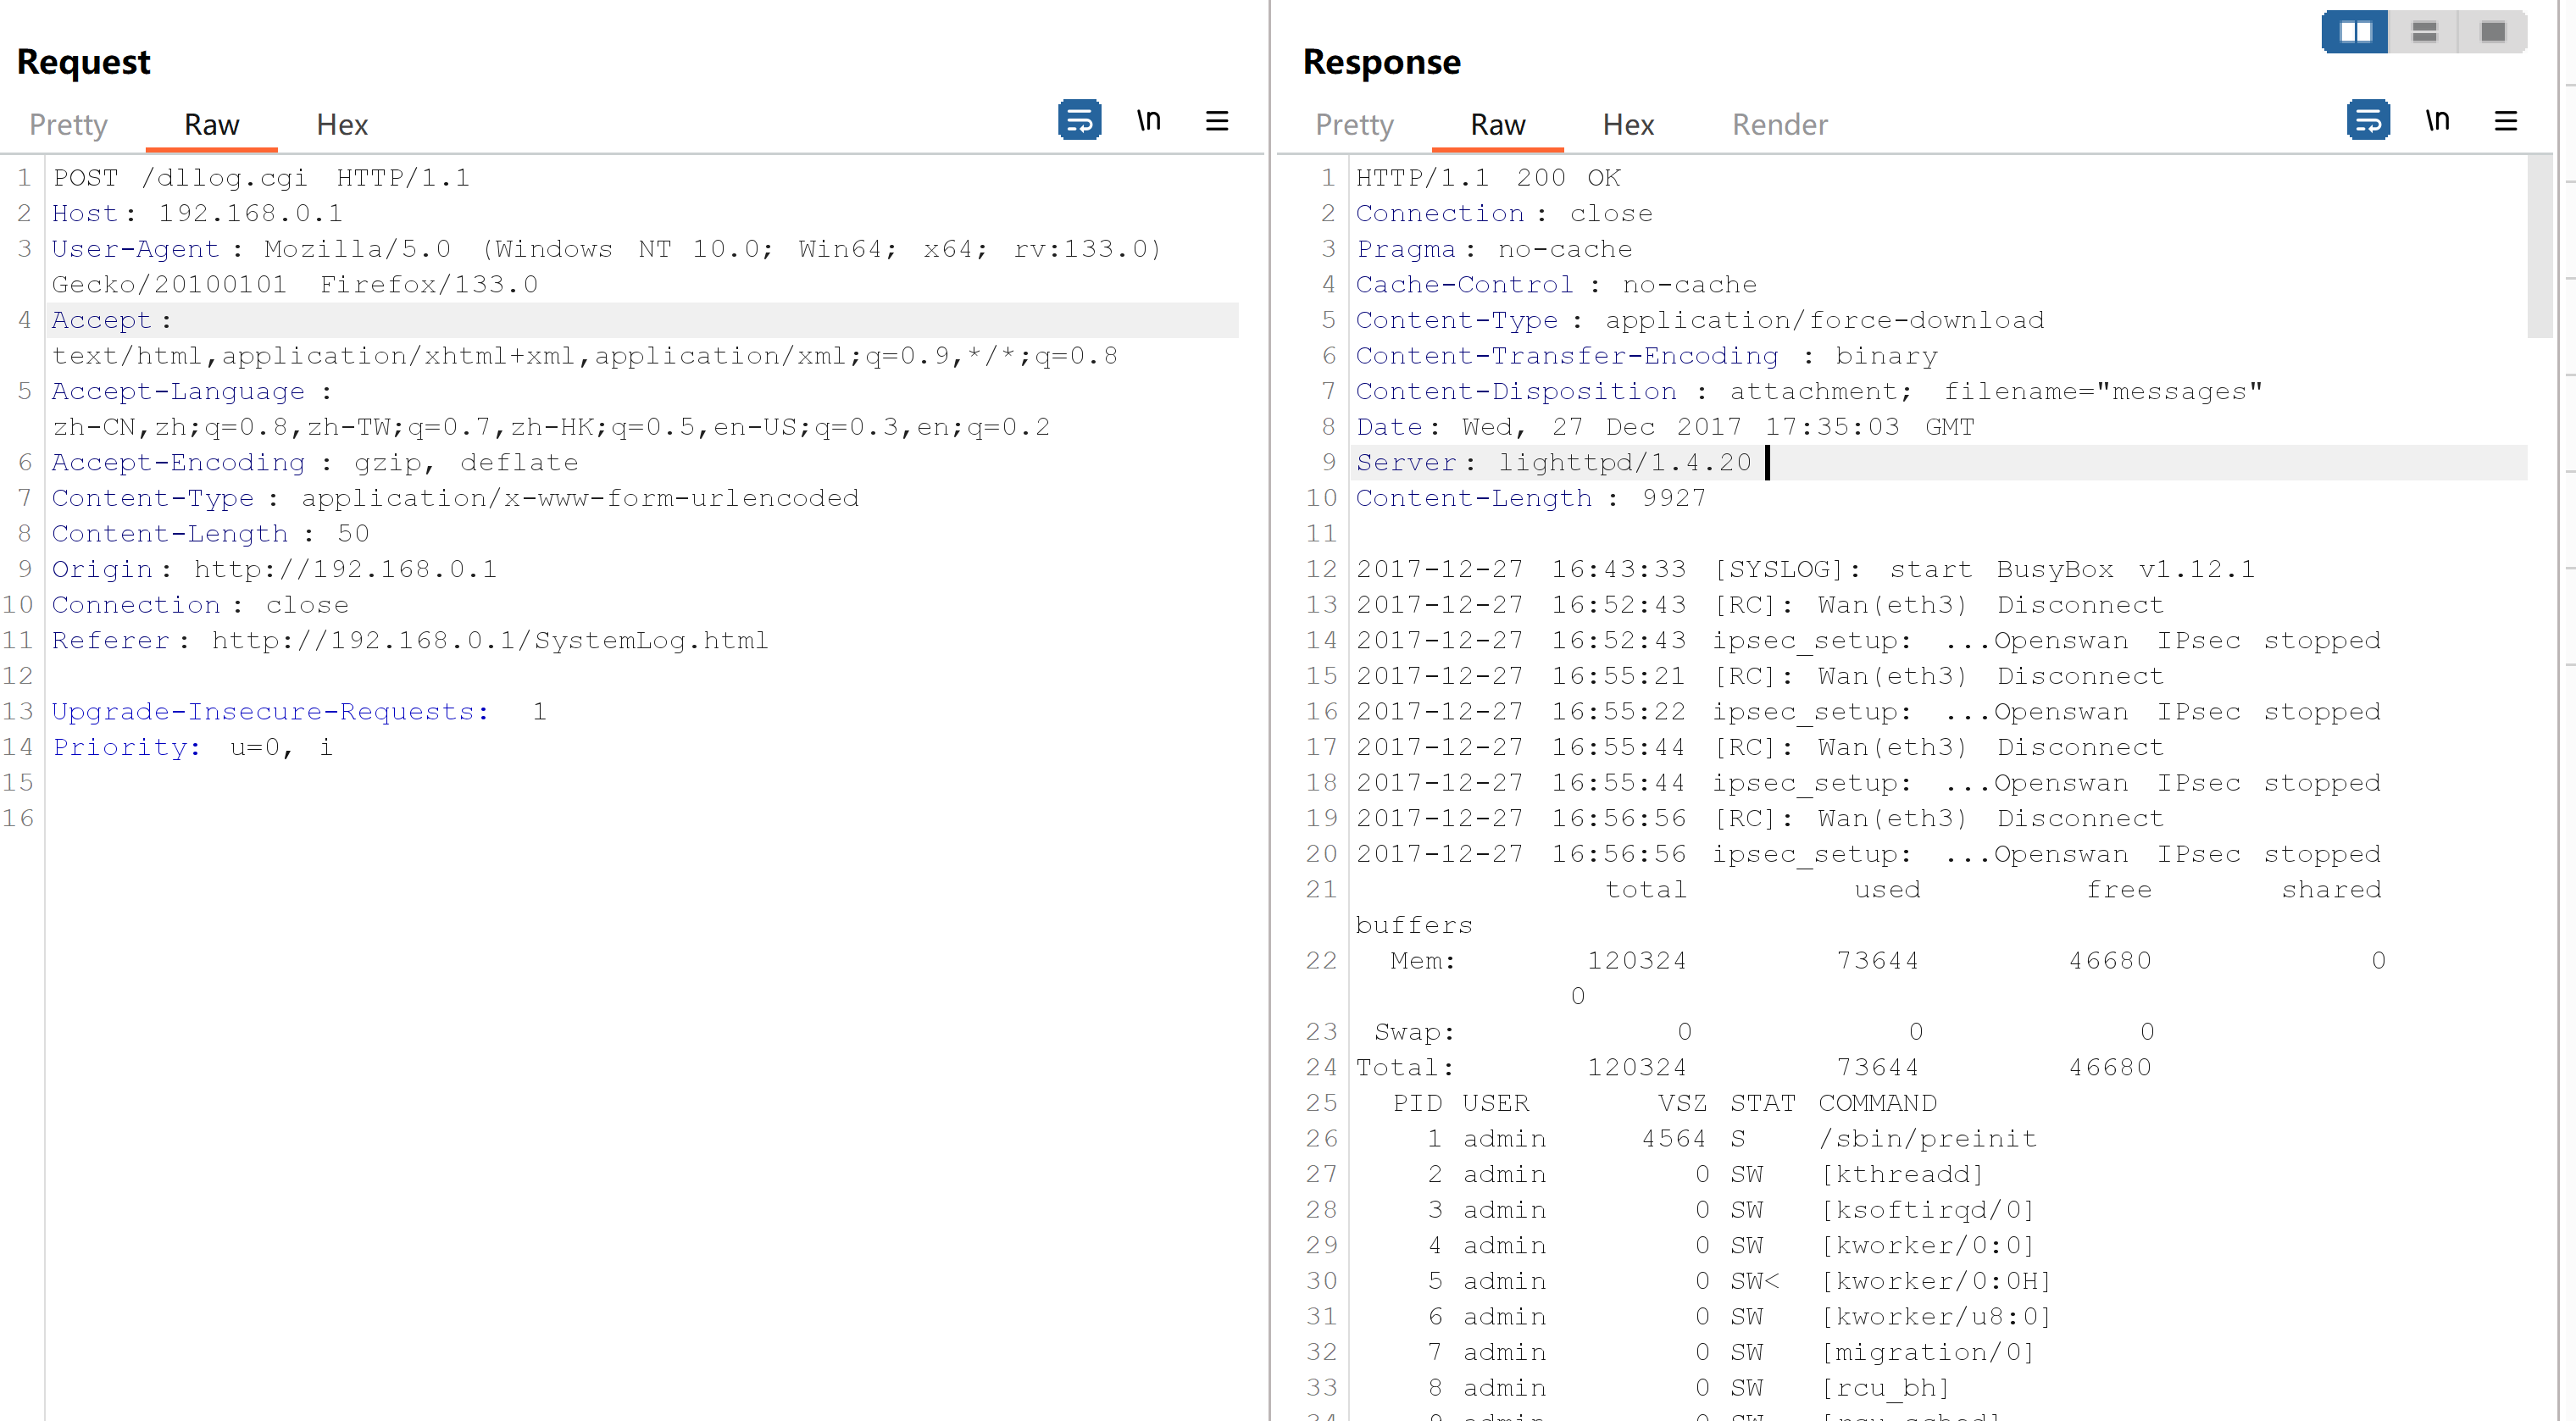 Request
Pretty Raw Hex \n
1 POST /dllog.cgi HTTP/1.1
2 Host: 192.168.0.1
3 User-Agent: Mozilla/5.0 (Windows NT 10.0; Win64; x64; rv:133.0)
Gecko/20100101 Firefox/133.0
4 Accept:
text/html,application/xhtml+xml,application/xml;q=0.9,*/*;q=0.8
5 Accept-Language:
zh-CN,zh;q=0.8,zh-TW;q=0.7,zh-HK;q=0.5,en-US;q=0.3,en;q=0.2
6 Accept-Encoding: gzip, deflate
7 Content-Type: application/x-www-form-urlencoded
8 Content-Length: 50
9 Origin: http://192.168.0.1
10 Connection: close
11 Referer: http://192.168.0.1/SystemLog.html
12
13 Upgrade-Insecure-Requests: 1
14 Priority: u=0, i
15
16
Response
Pretty Raw Hex Render \n
1 HTTP/1.1 200 OK
2 Connection: close
3 Pragma: no-cache
4 Cache-Control: no-cache
5 Content-Type: application/force-download
6 Content-Transfer-Encoding: binary
7 Content-Disposition: attachment; filename="messages"
8 Date: Wed, 27 Dec 2017 17:35:03 GMT
9 Server: lighttpd/1.4.20
10 Content-Length: 9927
11
12 2017-12-27 16:43:33 [SYSLOG]: start BusyBox v1.12.1
13 2017-12-27 16:52:43 [RC]: Wan(eth3) Disconnect
14 2017-12-27 16:52:43 ipsec_setup: ...Openswan IPsec stopped
15 2017-12-27 16:55:21 [RC]: Wan(eth3) Disconnect
16 2017-12-27 16:55:22 ipsec_setup: ...Openswan IPsec stopped
17 2017-12-27 16:55:44 [RC]: Wan(eth3) Disconnect
18 2017-12-27 16:55:44 ipsec_setup: ...Openswan IPsec stopped
19 2017-12-27 16:56:56 [RC]: Wan(eth3) Disconnect
20 2017-12-27 16:56:56 ipsec_setup: ...Openswan IPsec stopped
21 total used free shared
buffers
22 Mem: 120324 73644 46680 0
0
23 Swap: 0 0 0
24 Total: 120324 73644 46680
25 PID USER VSZ STAT COMMAND
26 1 admin 4564 S /sbin/preinit
27 2 admin 0 SW [kthreadd]
28 3 admin 0 SW [ksoftirqd/0]
29 4 admin 0 SW [kworker/0:0]
30 5 admin 0 SW< [kworker/0:0H]
31 6 admin 0 SW [kworker/u8:0]
32 7 admin 0 SW [migration/0]
33 8 admin 0 SW [rcu_bh]